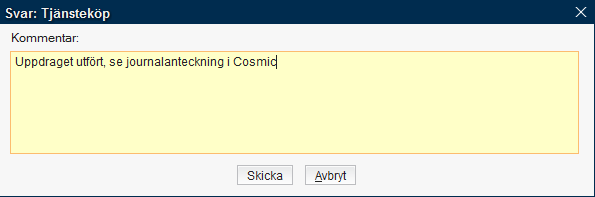 Svar: Tjänsteköp
Kommentar:
Uppdraget utfört, se journalanteckning i Cosmic
Skicka
Avbryt